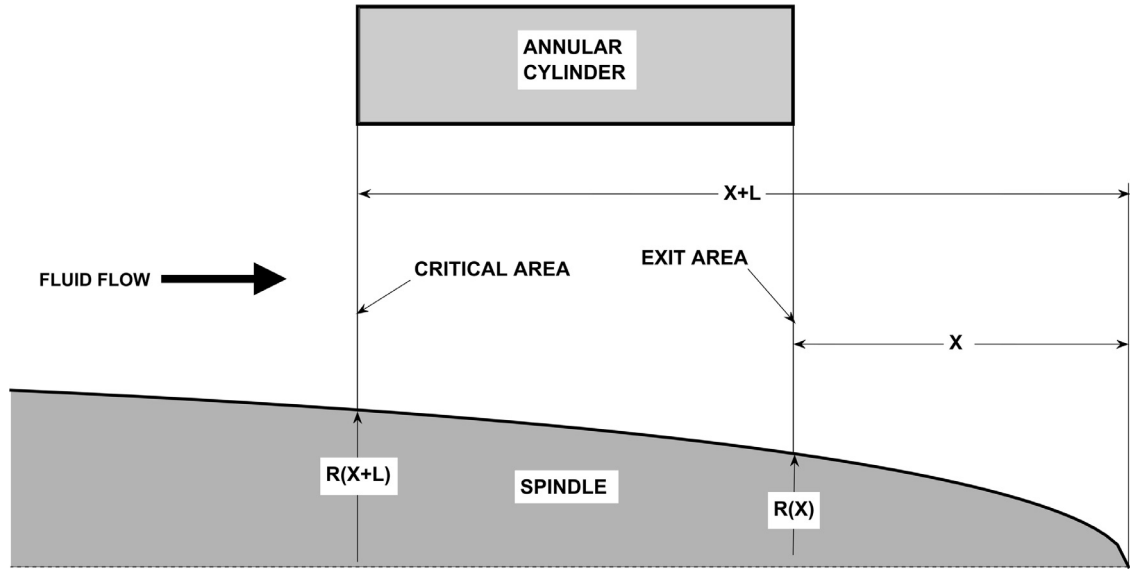 ANNULAR
CYLINDER
X+L
FLUID FLOW
CRITICAL AREA
EXIT AREA
X
R(X+L)
SPINDLE
R(X)